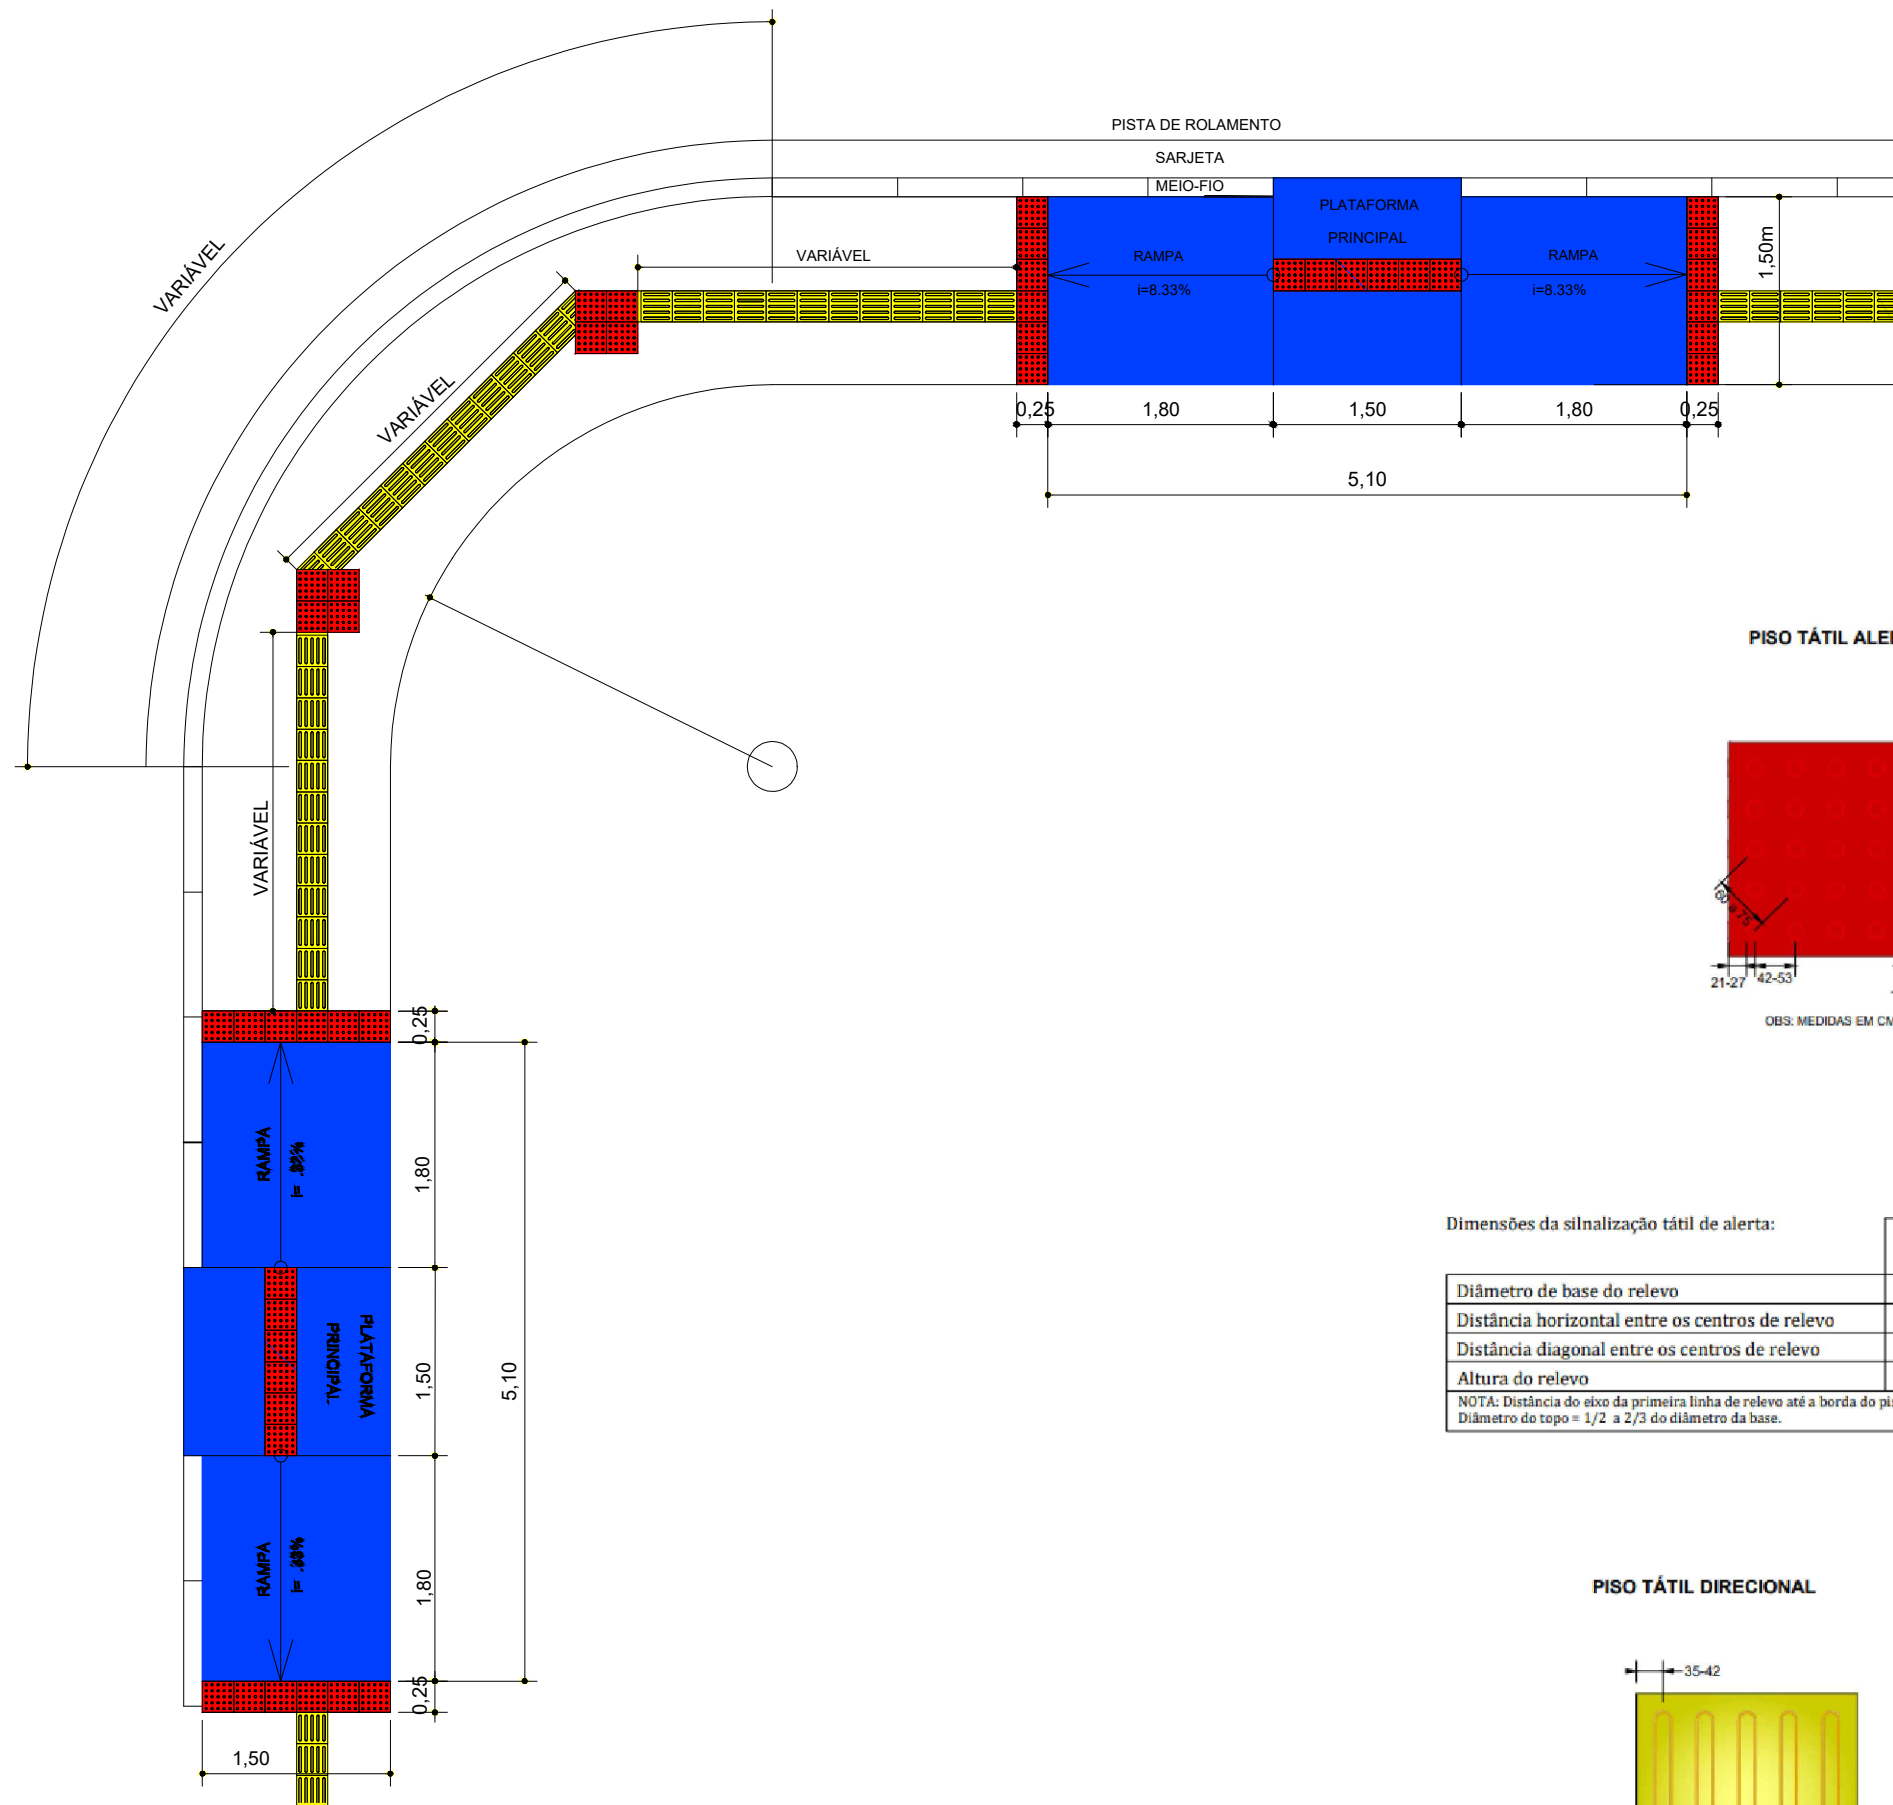 PISTA DE ROLAMENTO
SARJETA
MEIO-FIO
PLATAFORMA
PRINCIPAL
VARIÁVEL
VARIÁVEL
RAMPA
i=8.33%
RAMPA
i=8.33%
1,50m
VARIÁVEL
0,25
1,80
1,50
1,80
0,25
5,10
VARIÁVEL
PISO TÁTIL ALE
60 a 75
21-27
42-53
OBS: MEDIDAS EM CM
0,25
RAMPA
1,80
PLATAFORMA
PRINCIPAL
1,50
5,10
RAMPA
1,80
0,25
1,50
Dimensões da silnalização tátil de alerta:
Diâmetro de base do relevo
Distância horizontal entre os centros de relevo
Distância diagonal entre os centros de relevo
Altura do relevo
NOTA: Distância do eixo da primeira linha de relevo até a borda do pi
Diâmetro do topo = 1/2 a 2/3 do diâmetro da base.
PISO TÁTIL DIRECIONAL
35-42